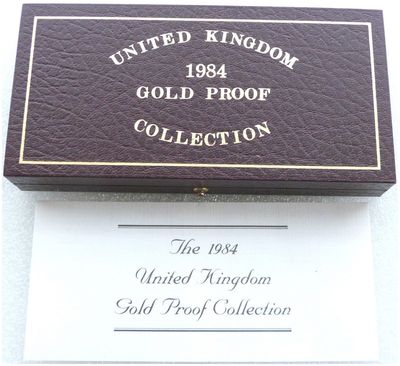 UNITED KINGDOM
1984
GOLD PROOF
COLLECTION
The 1984
United Kingdom
Gold Proof Collection